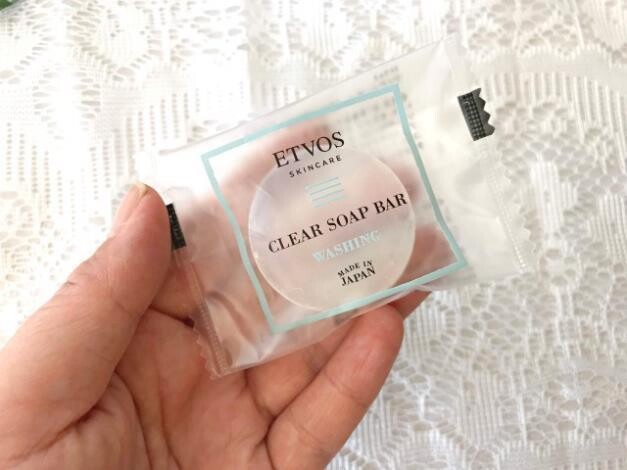 ETVOS
SKINCARE
CLEAR SOAP BAR
WASHING
MADE IN
JAPAN